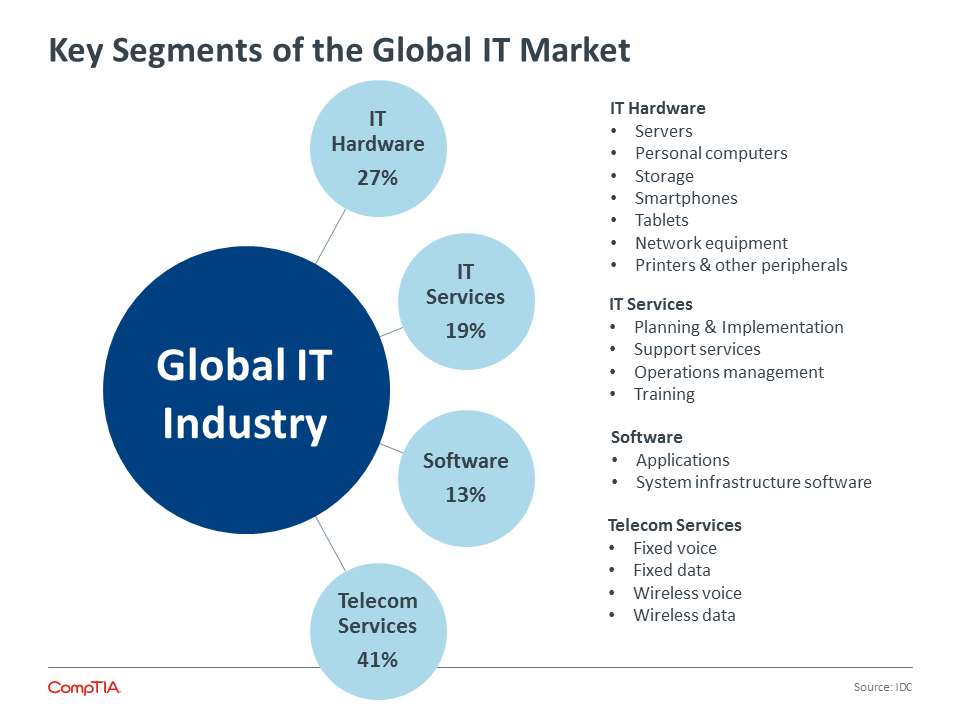 Key Segments of the Global IT Market
IT
Hardware
27%
IT
Services
19%
Global IT
Industry
Software
13%
Telecom
Services
41%
IT Hardware
• Servers
• Personal computers
• Storage
• Smartphones
• Tablets
• Network equipment
• Printers & other peripherals
IT Services
• Planning & Implementation
• Support services
• Operations management
• Training
Software
• Applications
• System infrastructure software
Telecom Services
• Fixed voice
• Fixed data
• Wireless voice
• Wireless data
CompTIA.
Source: IDC